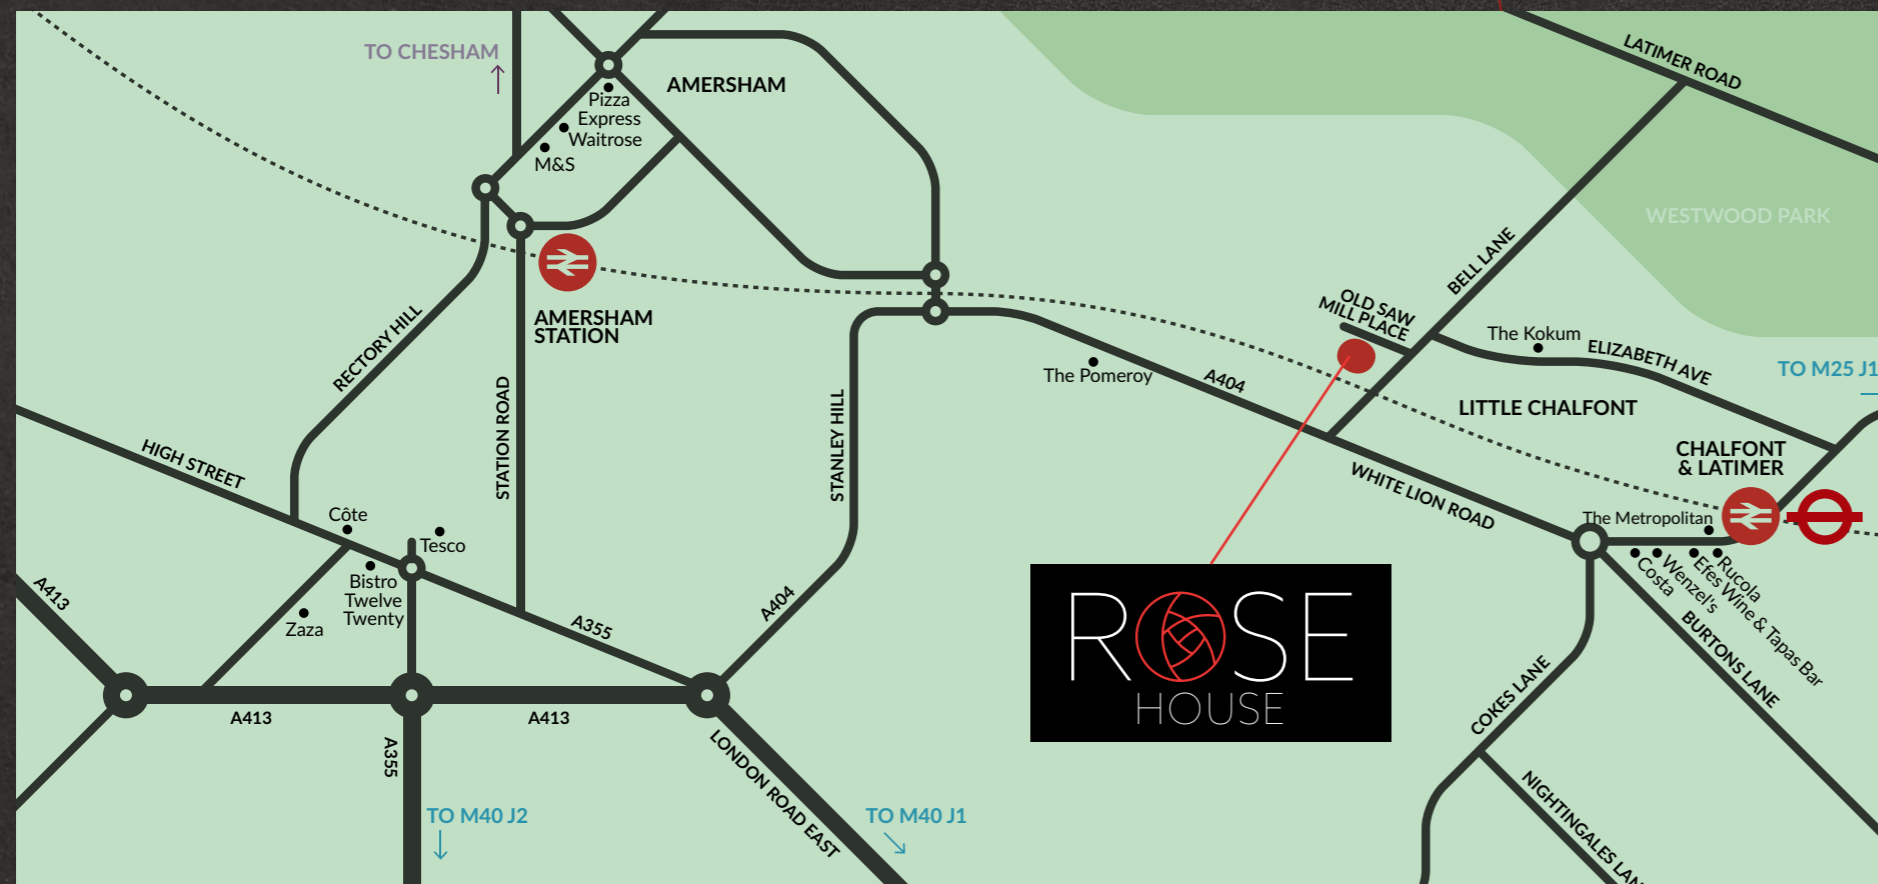 TO CHESHAM
AMERSHAM
Pizza
Express
Waitrose
M&S
LATIMER ROAD
WESTWOOD PARK
BELL LANE
OLD SAW
MILL PLACE
The Kokum
ELIZABETH AVE
TO M25 J1
AMERSHAM
STATION
RECTORY HILL
STATION ROAD
STANLEY HILL
The Pomeroy
A404
LITTLE CHALFONT
CHALFONT
& LATIMER
HIGH STREET
WHITE LION ROAD
Côte
Tesco
Bistro
Twelve
Twenty
Zaza
The Metropolitan
Costa
Wenzel's
Efes Wine & Tapas Bar
Rucola
A413
A355
A404
ROSE
HOUSE
BURTONS LANE
COKES LANE
A413
A413
A355
LONDON ROAD EAST
TO M40 J2
TO M40 J1
NIGHTINGALES LAN